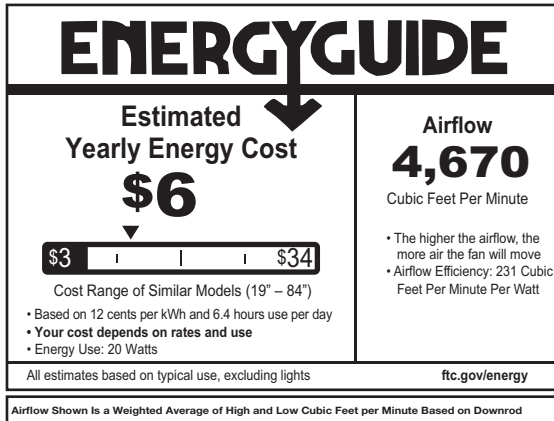 ENERGYGUIDE
Estimated
Yearly Energy Cost
$6
$3
$34
Cost Range of Similar Models (19” – 84”)
• Based on 12 cents per kWh and 6.4 hours use per day
• Your cost depends on rates and use
• Energy Use: 20 Watts
Airflow
4,670
Cubic Feet Per Minute
• The higher the airflow, the
more air the fan will move
• Airflow Efficiency: 231 Cubic
Feet Per Minute Per Watt
All estimates based on typical use, excluding lights
ftc.gov/energy
Airflow Shown Is a Weighted Average of High and Low Cubic Feet per Minute Based on Downrod